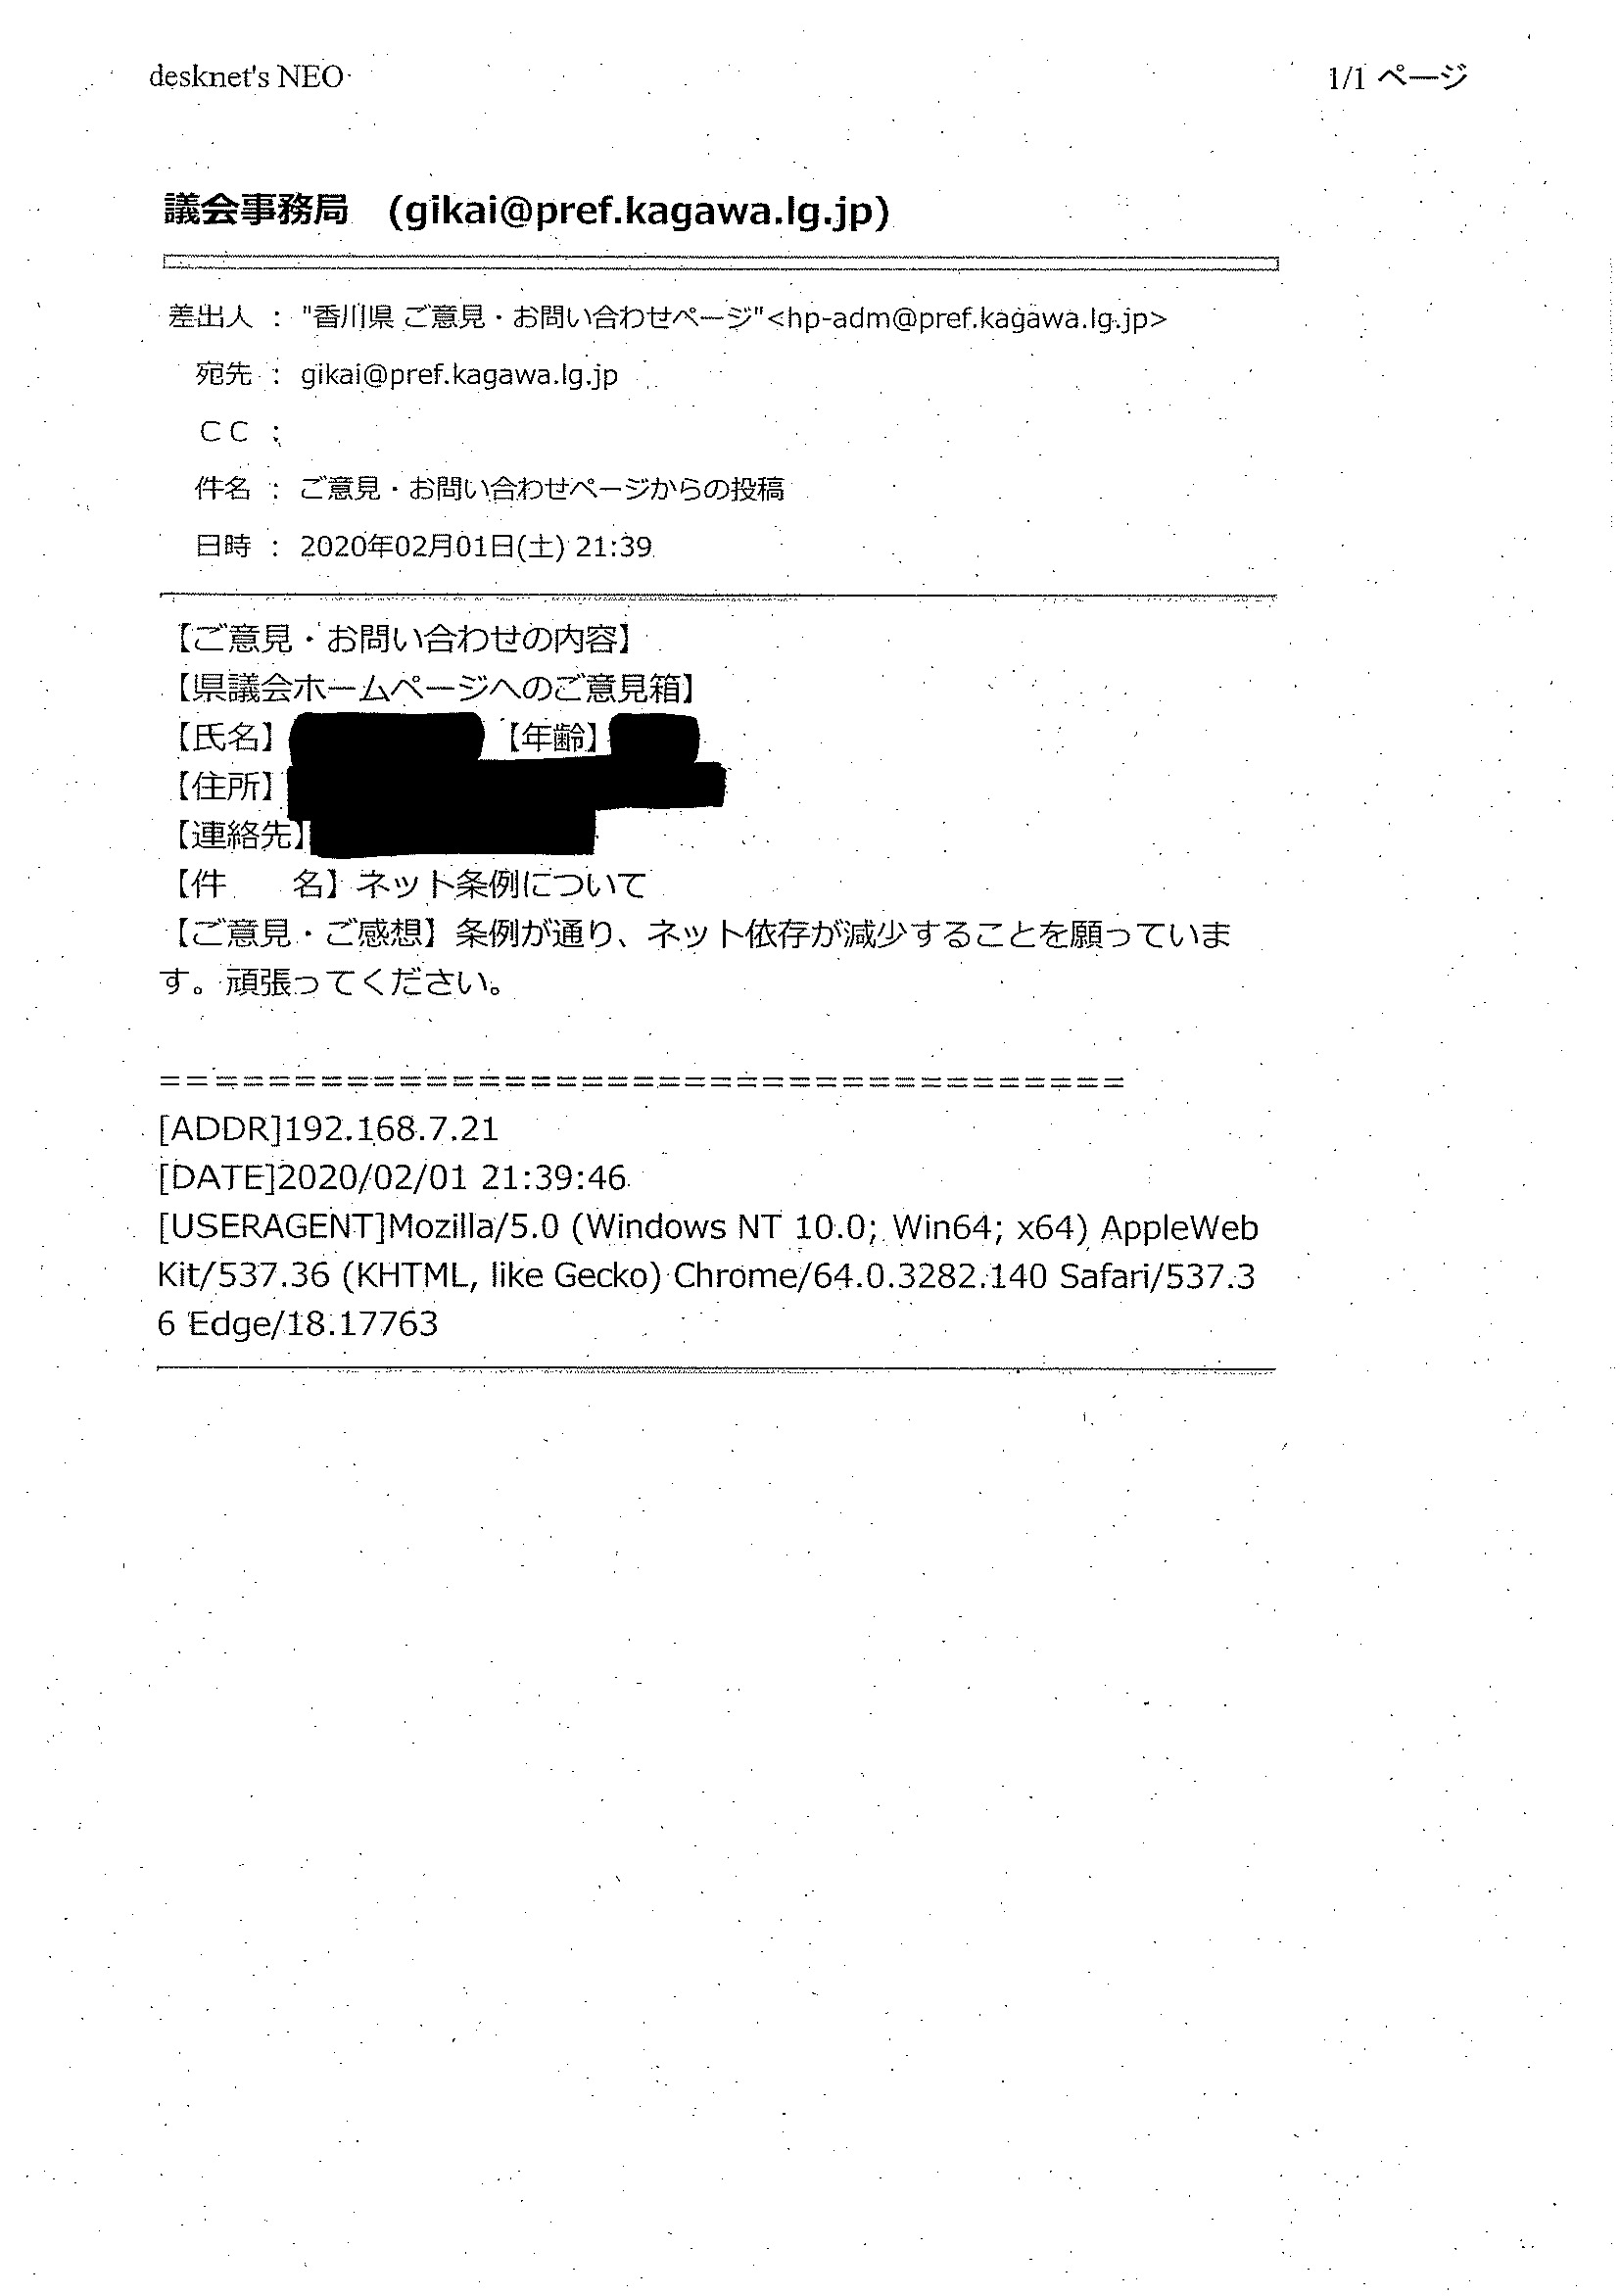 desknet's NEO
1/1 ページ
議会事務局 (gikai@pref.kagawa.lg.jp)
差出人 : "香川県 ご意見・お問い合わせページ"<hp-adm@pref.kagawa.lg.jp>
宛先 : gikai@pref.kagawa.lg.jp
CC :
件名 : ご意見・お問い合わせページからの投稿
日時 : 2020年02月01日(土) 21:39
【ご意見・お問い合わせの内容】
【県議会ホームページへのご意見箱】
【氏名】 【年齢】
【住所】
【連絡先】
【件　　名】ネット条例について
【ご意見・ご感想】条例が通り、ネット依存が減少することを願っていま
す。頑張ってください。
=====================================
[ADDR]192.168.7.21
[DATE]2020/02/01 21:39:46
[USERAGENT]Mozilla/5.0 (Windows NT 10.0; Win64; x64) AppleWeb
Kit/537.36 (KHTML, like Gecko) Chrome/64.0.3282.140 Safari/537.3
6 Edge/18.17763